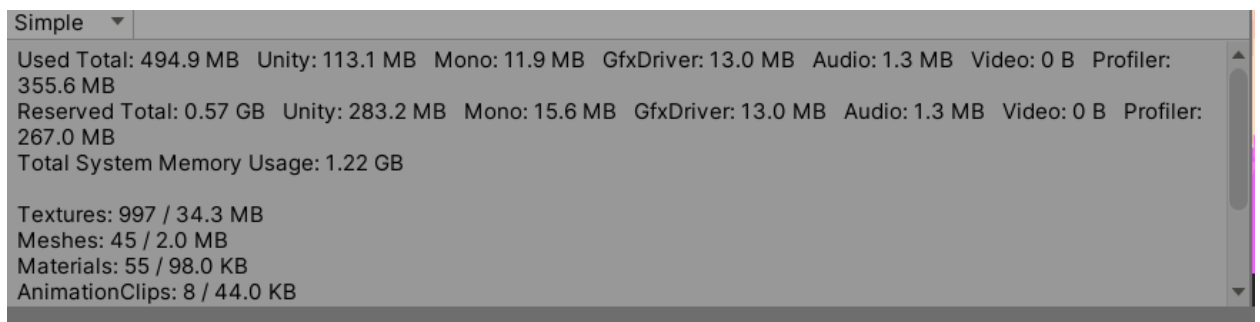 Simple
Used Total: 494.9 MB Unity: 113.1 MB Mono: 11.9 MB GfxDriver: 13.0 MB Audio: 1.3 MB Video: 0 B Profiler:
355.6 MB
Reserved Total: 0.57 GB Unity: 283.2 MB Mono: 15.6 MB GfxDriver: 13.0 MB Audio: 1.3 MB Video: 0 B Profiler:
267.0 MB
Total System Memory Usage: 1.22 GB
Textures: 997 / 34.3 MB
Meshes: 45 / 2.0 MB
Materials: 55 / 98.0 KB
AnimationClips: 8 / 44.0 KB